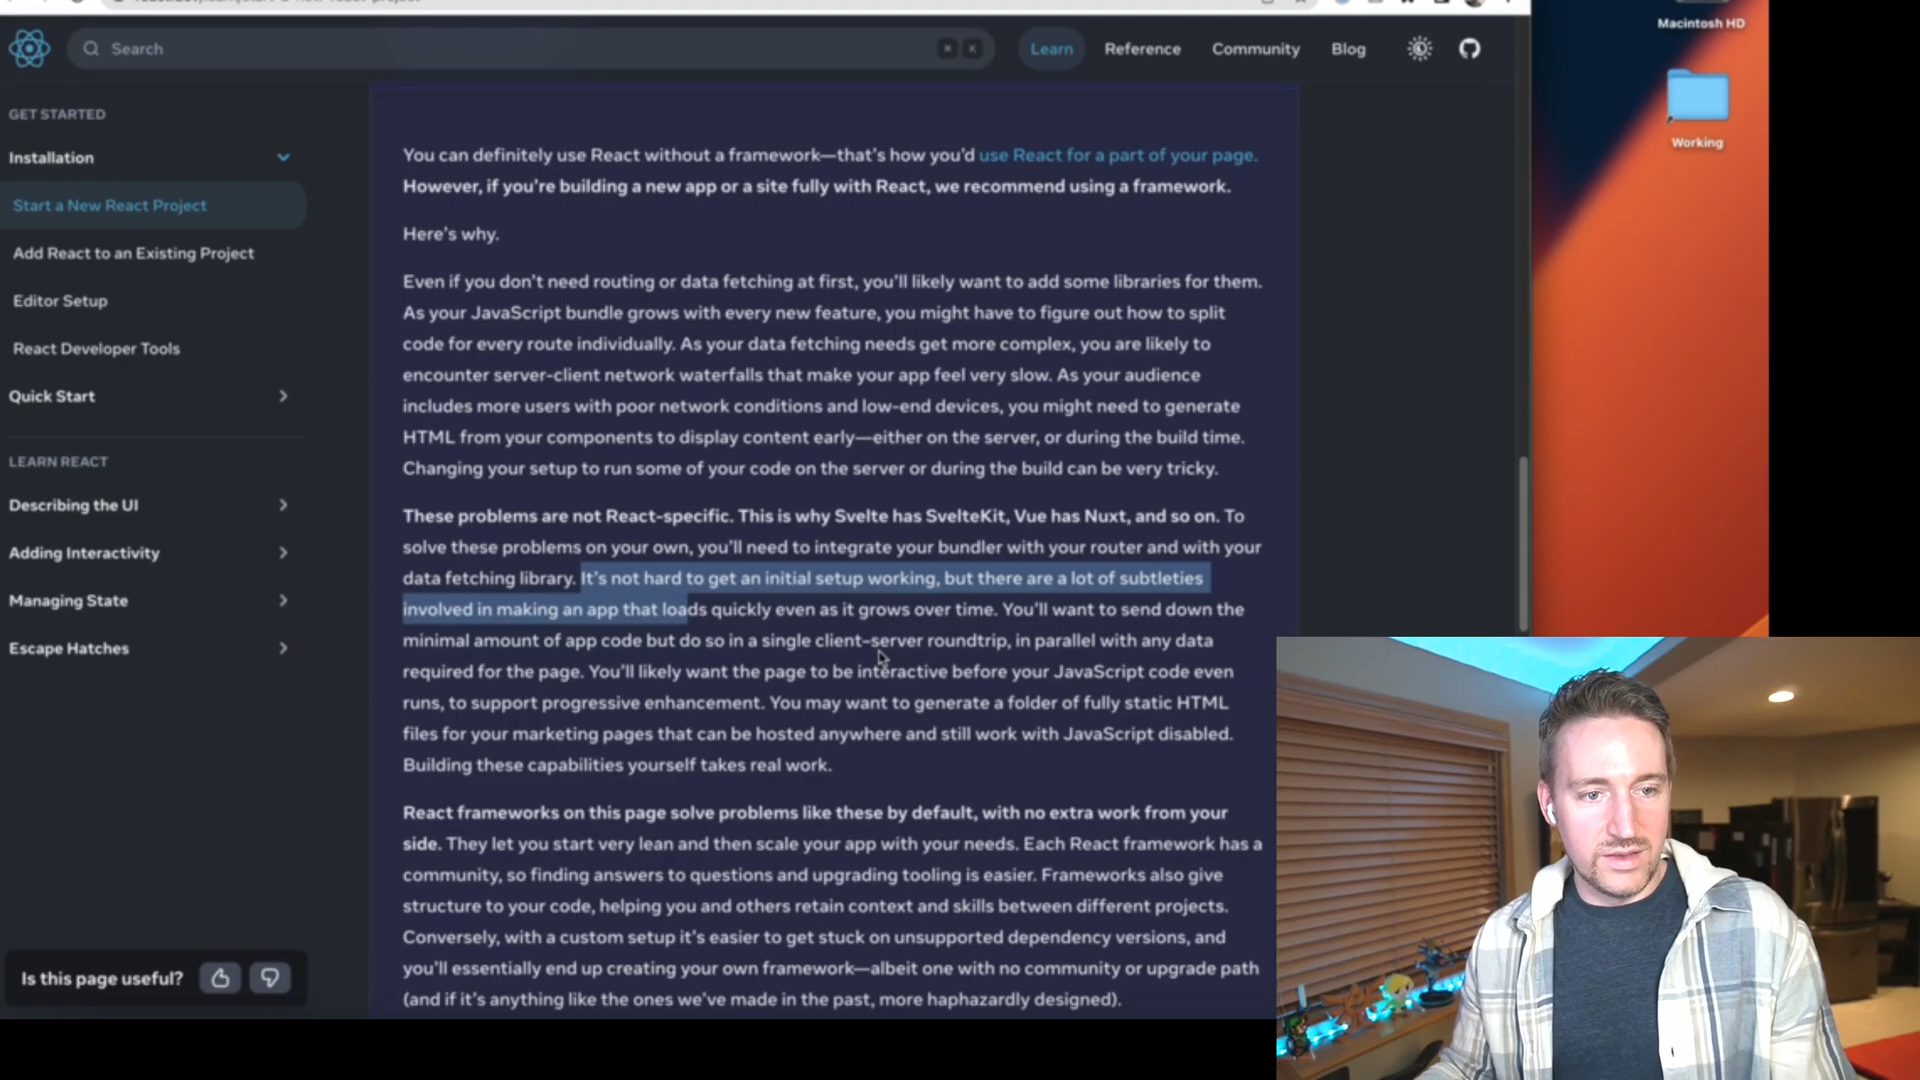 Search
K
Learn
Reference
Community
Blog
Macintosh HD
Working
GET STARTED
Installation
Start a New React Project
Add React to an Existing Project
Editor Setup
React Developer Tools
Quick Start
LEARN REACT
Describing the UI
Adding Interactivity
Managing State
Escape Hatches
Is this page useful?
You can definitely use React without a framework—that's how you'd use React for a part of your page.
However, if you're building a new app or a site fully with React, we recommend using a framework.
Here's why.
Even if you don't need routing or data fetching at first, you'll likely want to add some libraries for them.
As your JavaScript bundle grows with every new feature, you might have to figure out how to split
code for every route individually. As your data fetching needs get more complex, you are likely to
encounter server-client network waterfalls that make your app feel very slow. As your audience
includes more users with poor network conditions and low-end devices, you might need to generate
HTML from your components to display content early—either on the server, or during the build time.
Changing your setup to run some of your code on the server or during the build can be very tricky.
These problems are not React-specific. This is why Svelte has SvelteKit, Vue has Nuxt, and so on. To
solve these problems on your own, you'll need to integrate your bundler with your router and with your
data fetching library. It's not hard to get an initial setup working, but there are a lot of subtleties
involved in making an app that loads quickly even as it grows over time. You'll want to send down the
minimal amount of app code but do so in a single client–server roundtrip, in parallel with any data
required for the page. You'll likely want the page to be interactive before your JavaScript code even
runs, to support progressive enhancement. You may want to generate a folder of fully static HTML
files for your marketing pages that can be hosted anywhere and still work with JavaScript disabled.
Building these capabilities yourself takes real work.
React frameworks on this page solve problems like these by default, with no extra work from your
side. They let you start very lean and then scale your app with your needs. Each React framework has a
community, so finding answers to questions and upgrading tooling is easier. Frameworks also give
structure to your code, helping you and others retain context and skills between different projects.
Conversely, with a custom setup it's easier to get stuck on unsupported dependency versions, and
you'll essentially end up creating your own framework—albeit one with no community or upgrade path
(and if it's anything like the ones we've made in the past, more haphazardly designed).